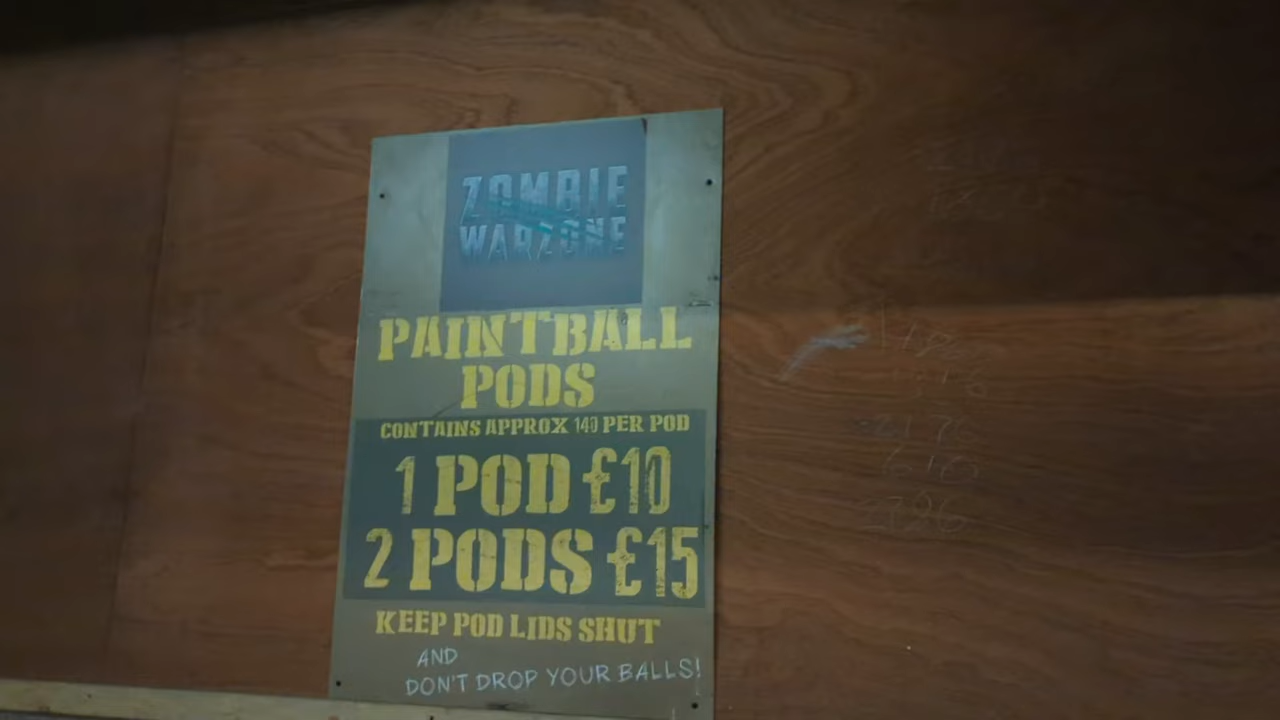 ZOMBIE
WARZONE
PAINTBALL
PODS
CONTAINS APPROX 140 PER POD
1 POD £10
2 PODS £15
KEEP POD LIDS SHUT
AND
DON'T DROP YOUR BALLS!